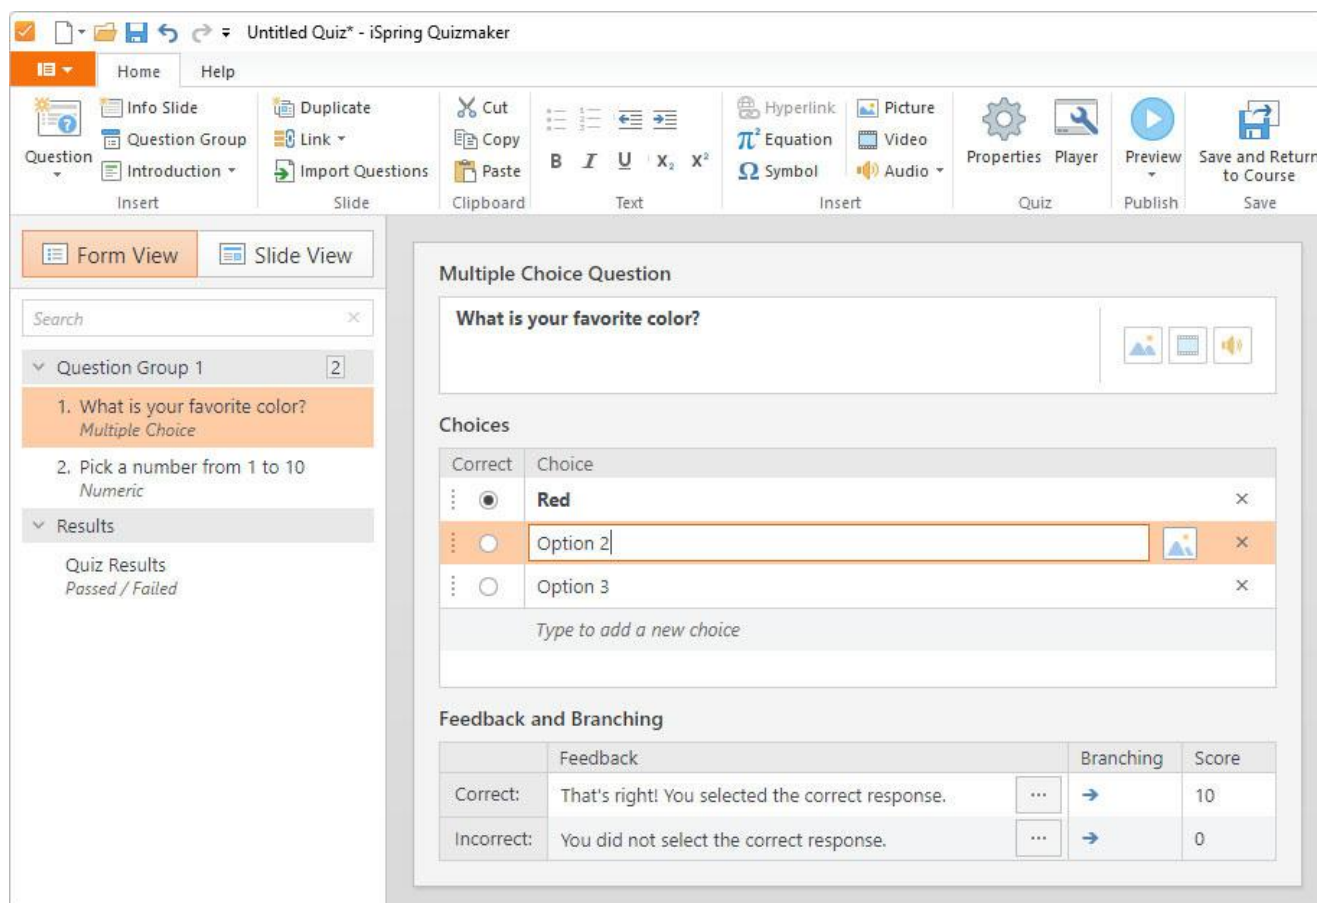 Untitled Quiz* - iSpring Quizmaker
Home Help
Question
Info Slide
Question Group
Introduction
Insert
Duplicate
Link
Import Questions
Slide
Cut
Copy
Paste
Clipboard
B I U X₂ X²
Text
Hyperlink
π² Equation
Ω Symbol
Picture
Video
Audio
Insert
Properties
Player
Quiz
Preview
Publish
Save and Return
to Course
Save
Form View
Slide View
Search
Question Group 1 2
1. What is your favorite color?
Multiple Choice
2. Pick a number from 1 to 10
Numeric
Results
Quiz Results
Passed / Failed
Multiple Choice Question
What is your favorite color?
Choices
Correct Choice
Red
Option 2
Option 3
Type to add a new choice
Feedback and Branching
Feedback Branching Score
Correct: That's right! You selected the correct response. ... 10
Incorrect: You did not select the correct response. ... 0